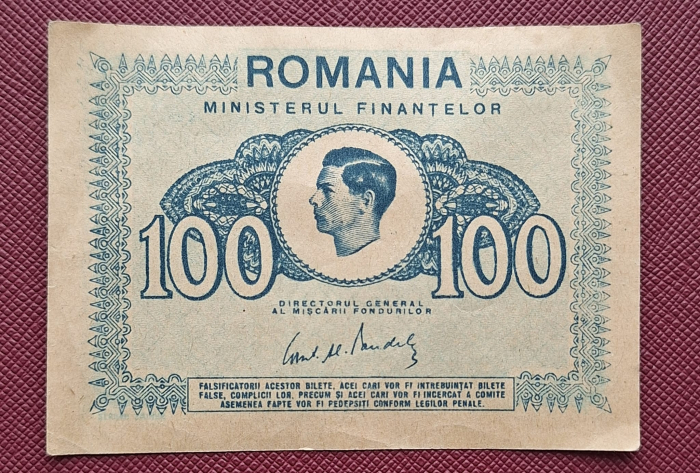 ROMANIA
MINISTERUL FINANȚELOR
100 100
DIRECTORUL GENERAL
AL MIȘCĂRII FONDURILOR
FALSIFICATORII ACESTOR BILETE, ACEI CARI VOR FI INTREBUINȚAT BILETE
FALSE, COMPLICII LOR, PRECUM ȘI ACEI CARI VOR FI INCERCAT A COMITE
ASEMENEA FAPTE VOR FI PEDEPSITI CONFORM LEGILOR PENALE.